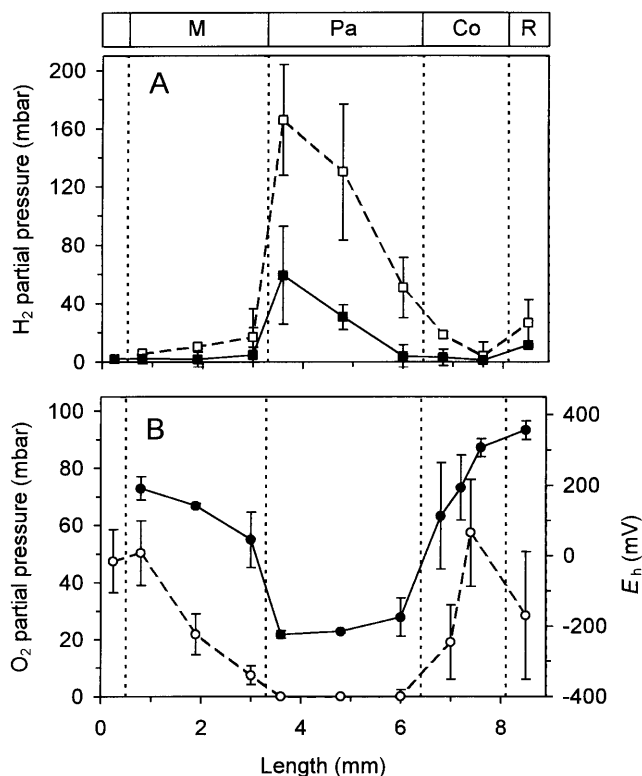 M Pa Co R
A
H₂ partial pressure (mbar)
200
160
120
80
40
0
B
O₂ partial pressure (mbar)
100
80
60
40
20
0
400
200
0
-200
-400
Eₕ (mV)
0 2 4 6 8
Length (mm)